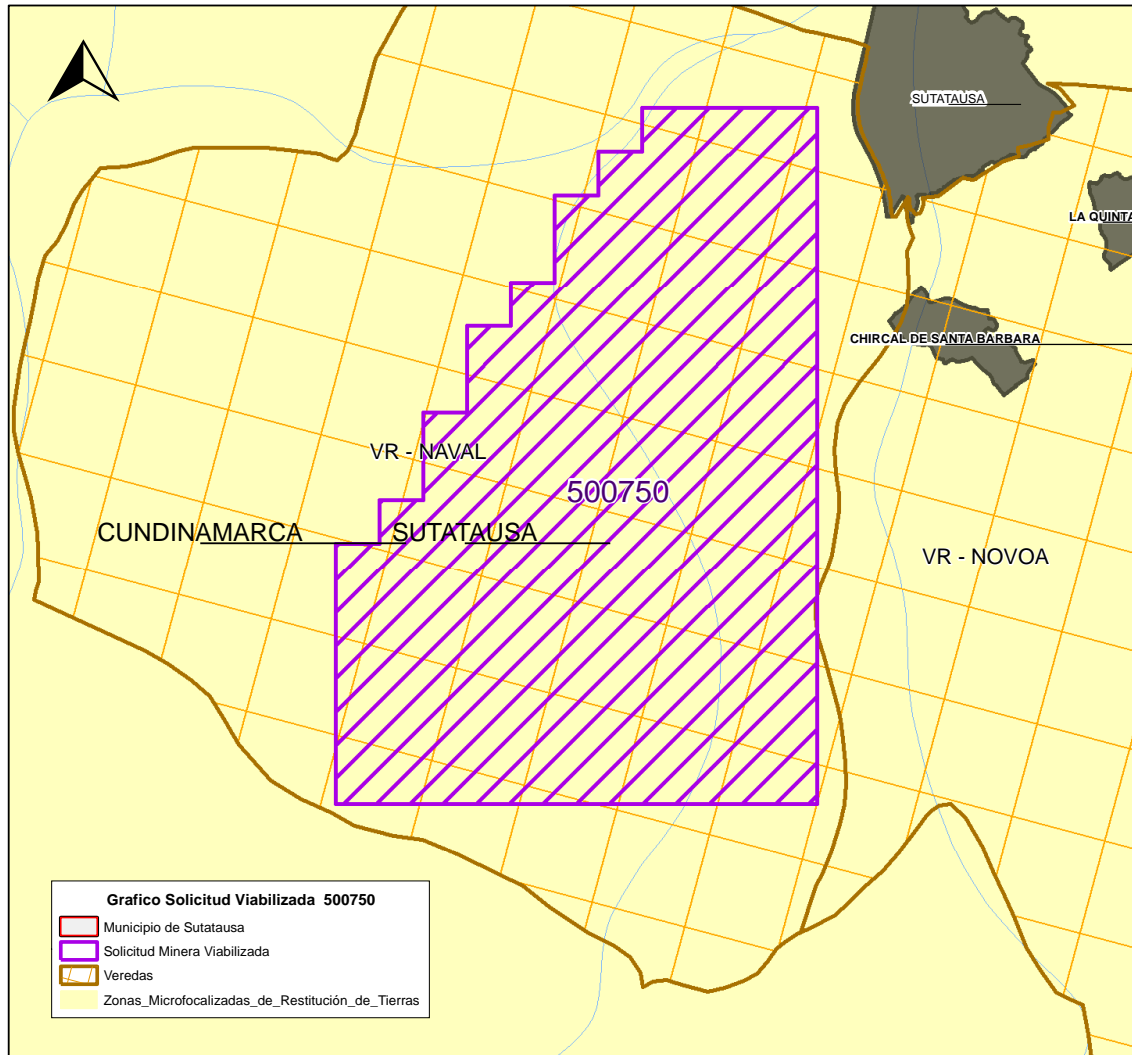 SUTATAUSA
LA QUINTA
CHIRCAL DE SANTA BARBARA
VR - NAVAL
500750
CUNDINAMARCA
SUTATAUSA
VR - NOVOA
Grafico Solicitud Viabilizada 500750
Municipio de Sutatausa
Solicitud Minera Viabilizada
Veredas
Zonas_Microfocalizadas_de_Restitución_de_Tierras